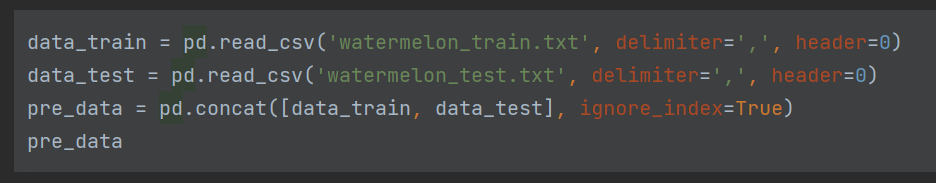 data_train = pd.read_csv('watermelon_train.txt', delimiter=',', header=0)
data_test = pd.read_csv('watermelon_test.txt', delimiter=',', header=0)
pre_data = pd.concat([data_train, data_test], ignore_index=True)
pre_data